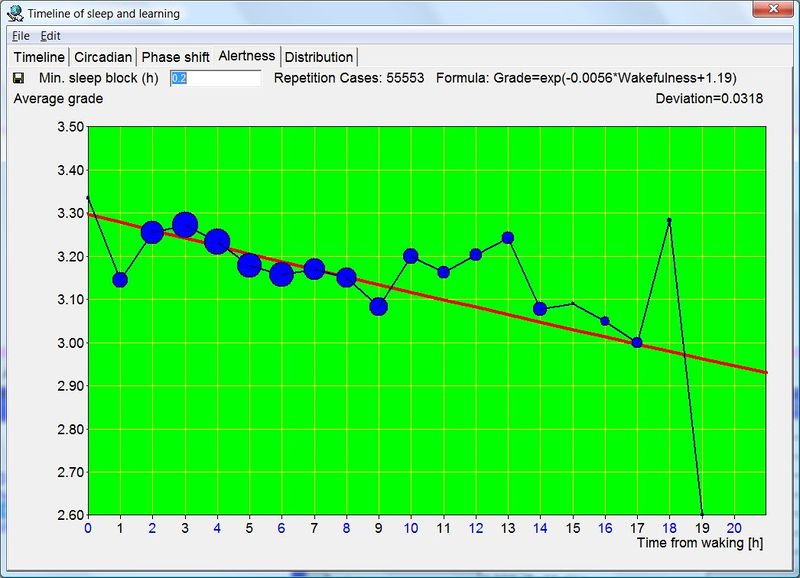 Timeline of sleep and learning
File Edit
Timeline Circadian Phase shift Alertness Distribution
Min. sleep block (h) 0.2 Repetition Cases: 55553 Formula: Grade=exp(-0.0056*Wakefulness+1.19)
Average grade Deviation=0.0318
3.50
3.40
3.30
3.20
3.10
3.00
2.90
2.80
2.70
2.60
0 1 2 3 4 5 6 7 8 9 10 11 12 13 14 15 16 17 18 19 20
Time from waking [h]